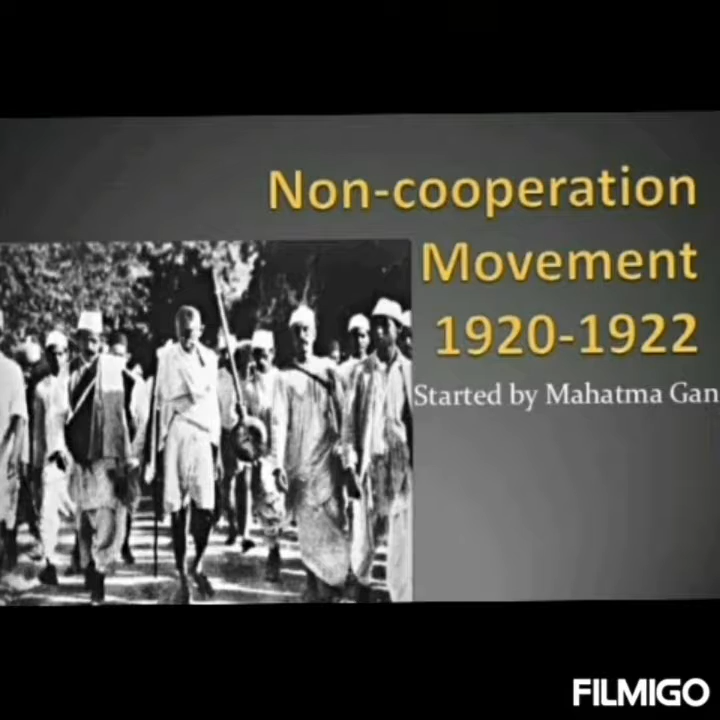 Non-cooperation
Movement
1920-1922
Started by Mahatma Gan
FILMIGO